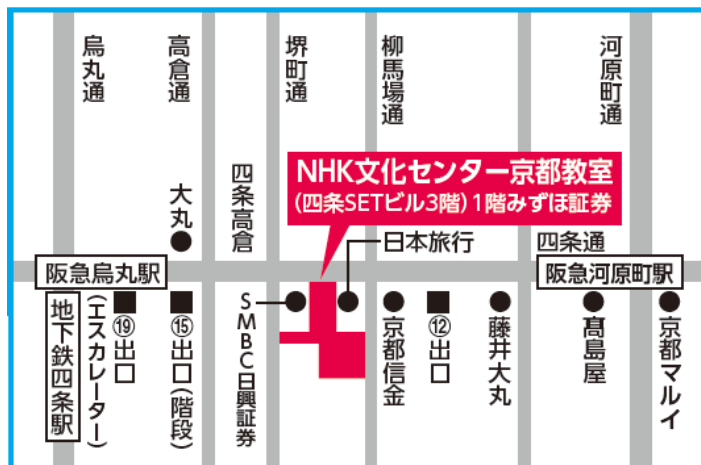 烏丸通
高倉通
堺町通
柳馬場通
河原町通
四条高倉
大丸
NHK文化センター京都教室
(四条SETビル3階)1階みずほ証券
日本旅行
四条通
阪急烏丸駅
阪急河原町駅
地下鉄四条駅
⑲出口
(エスカレーター)
⑮出口(階段)
SMBC日興証券
京都信金
⑫出口
藤井大丸
髙島屋
京都マルイ